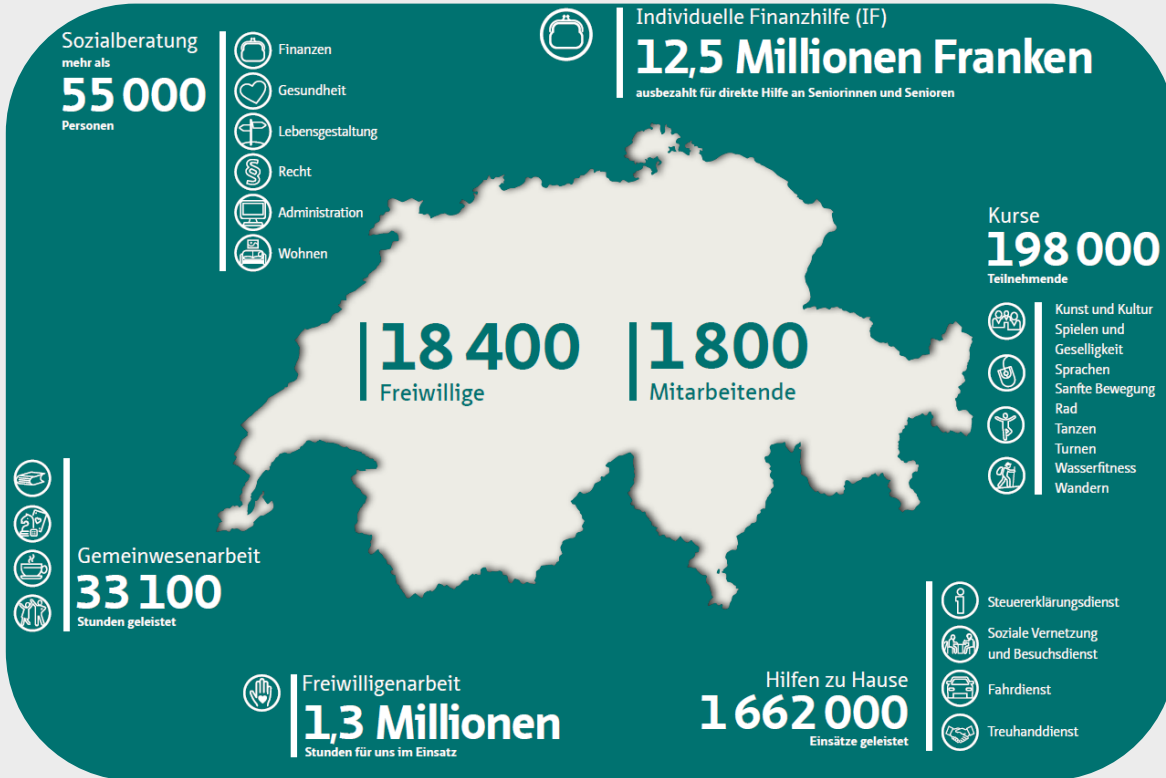 Sozialberatung
mehr als
55 000
Personen
Finanzen
Gesundheit
Lebensgestaltung
Recht
Administration
Wohnen
Individuelle Finanzhilfe (IF)
12,5 Millionen Franken
ausbezahlt für direkte Hilfe an Seniorinnen und Senioren
Kurse
198 000
Teilnehmende
Kunst und Kultur
Spielen und
Geselligkeit
Sprachen
Sanfte Bewegung
Rad
Tanzen
Turnen
Wasserfitness
Wandern
18 400
Freiwillige
1 800
Mitarbeitende
Gemeinwesenarbeit
33 100
Stunden geleistet
Freiwilligenarbeit
1,3 Millionen
Stunden für uns im Einsatz
Hilfen zu Hause
1 662 000
Einsätze geleistet
Steuererklärungsdienst
Soziale Vernetzung
und Besuchsdienst
Fahrdienst
Treuhanddienst